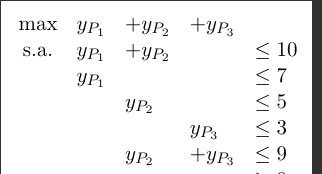 max y_{P_1} +y_{P_2} +y_{P_3}
s.a. y_{P_1} +y_{P_2} ≤ 10
y_{P_1} ≤ 7
y_{P_2} ≤ 5
y_{P_3} ≤ 3
y_{P_2} +y_{P_3} ≤ 9